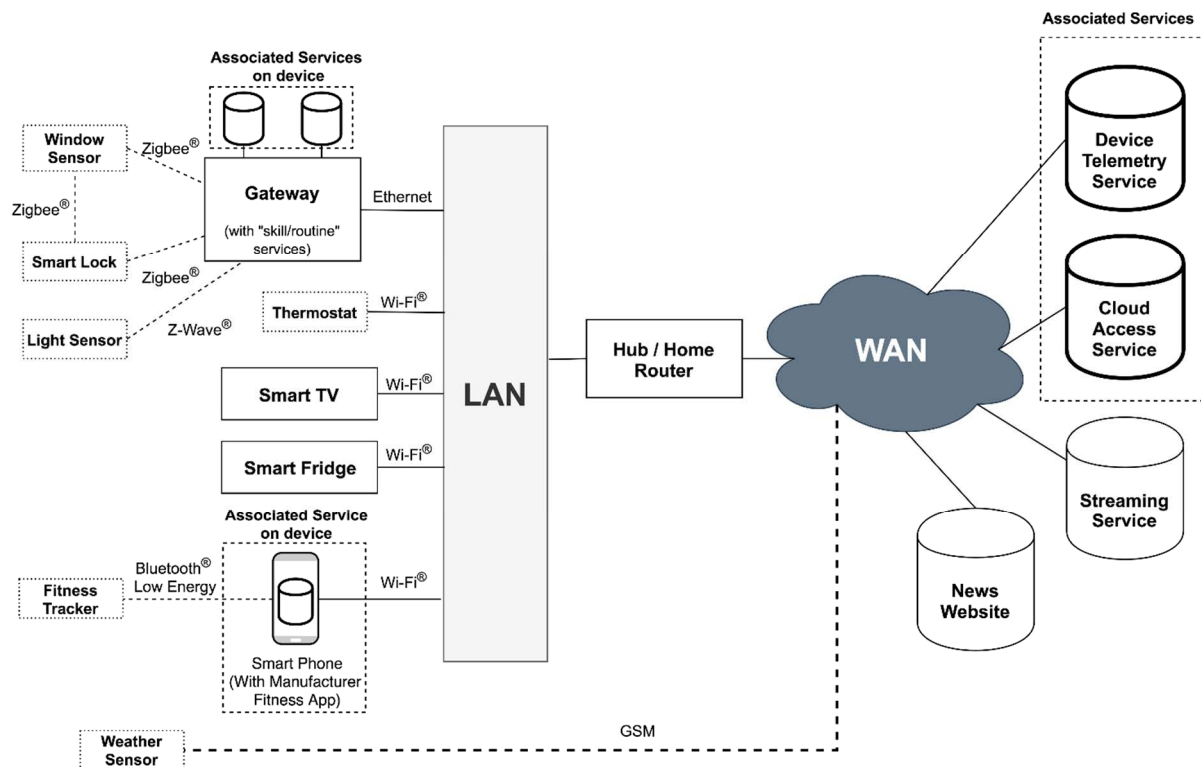 Associated Services
Associated Services
on device
Device
Telemetry
Service
Window
Sensor
Zigbee®
Gateway
(with "skill/routine"
services)
Ethernet
Zigbee®
Smart Lock
Zigbee®
Light Sensor
Z-Wave®
Thermostat
Wi-Fi®
Cloud
Access
Service
Hub / Home
Router
WAN
LAN
Smart TV
Wi-Fi®
Smart Fridge
Wi-Fi®
Streaming
Service
Associated Service
on device
Bluetooth®
Low Energy
Wi-Fi®
Fitness
Tracker
News
Website
Smart Phone
(With Manufacturer
Fitness App)
GSM
Weather
Sensor